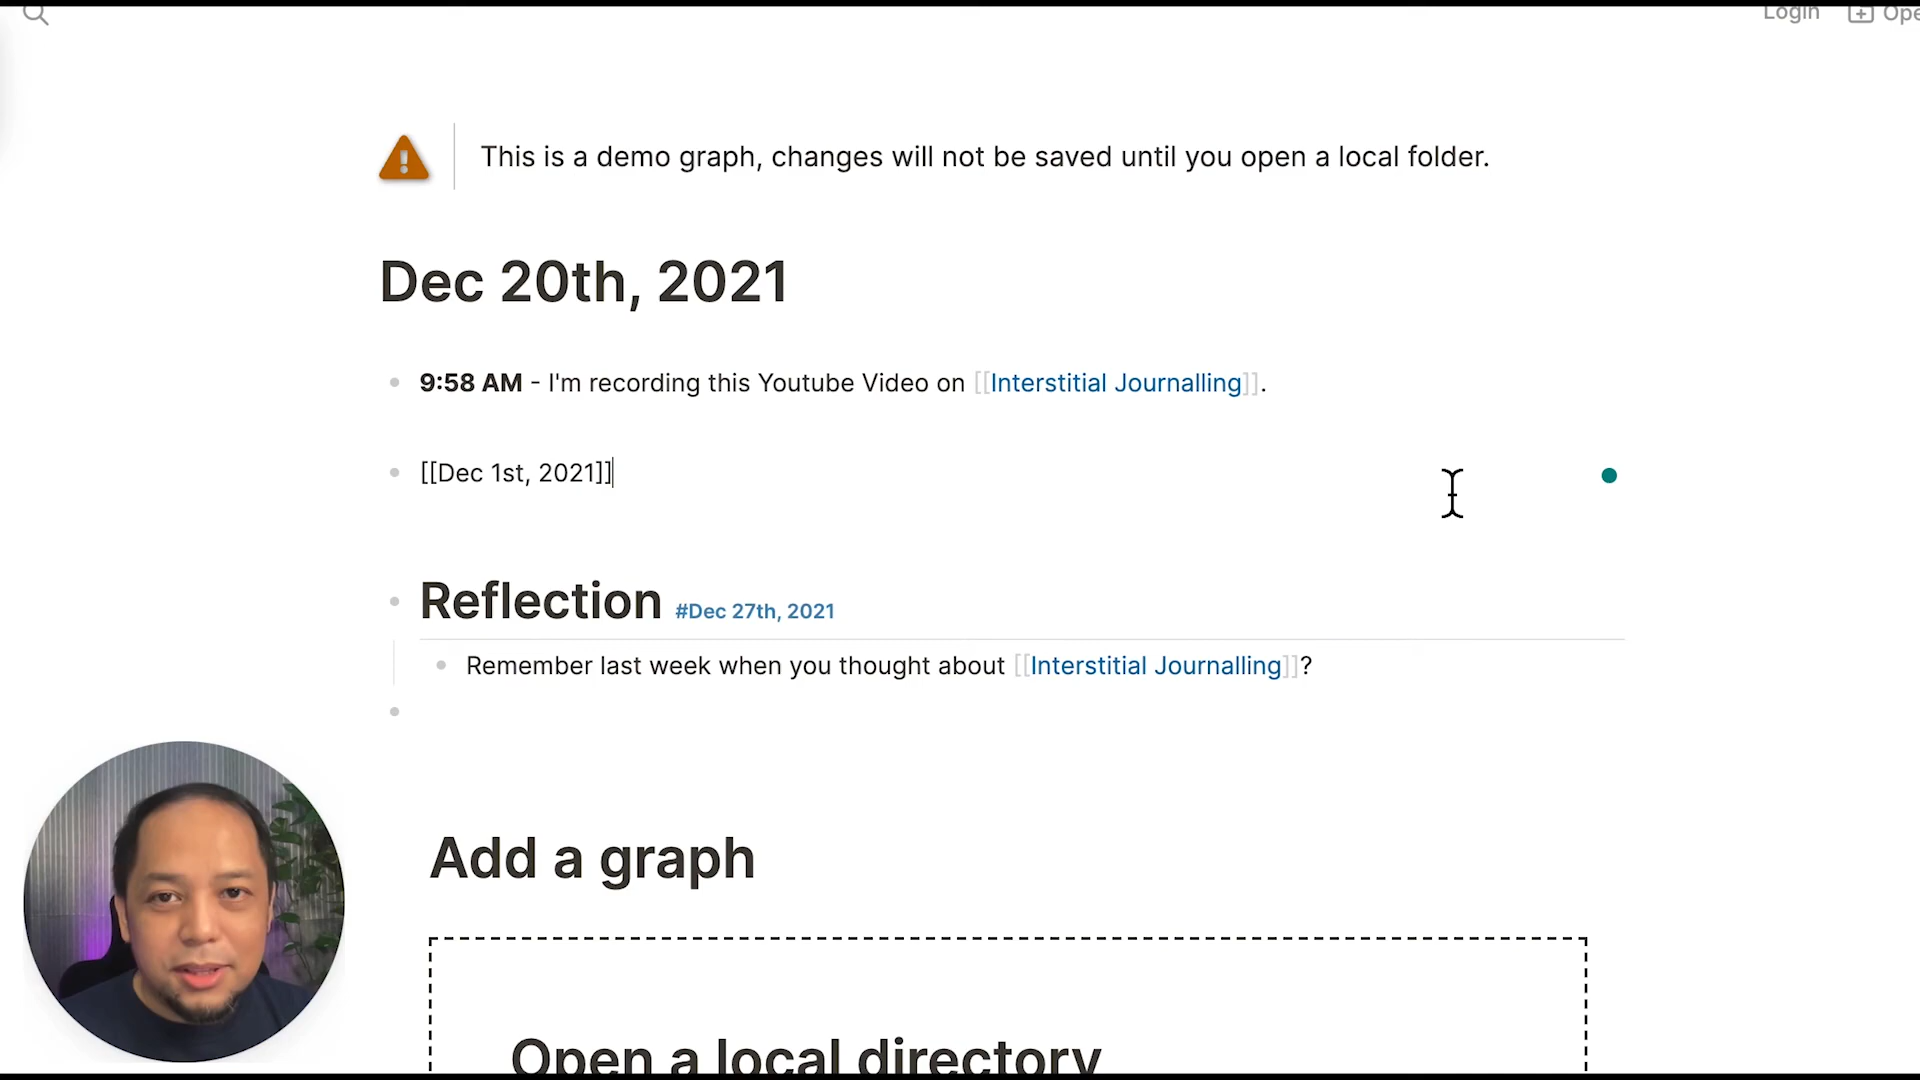 Login
This is a demo graph, changes will not be saved until you open a local folder.
Dec 20th, 2021
9:58 AM - I'm recording this Youtube Video on [[Interstitial Journalling]].
[[Dec 1st, 2021]]
Reflection #Dec 27th, 2021
Remember last week when you thought about [[Interstitial Journalling]]?
Add a graph
Open a local directory